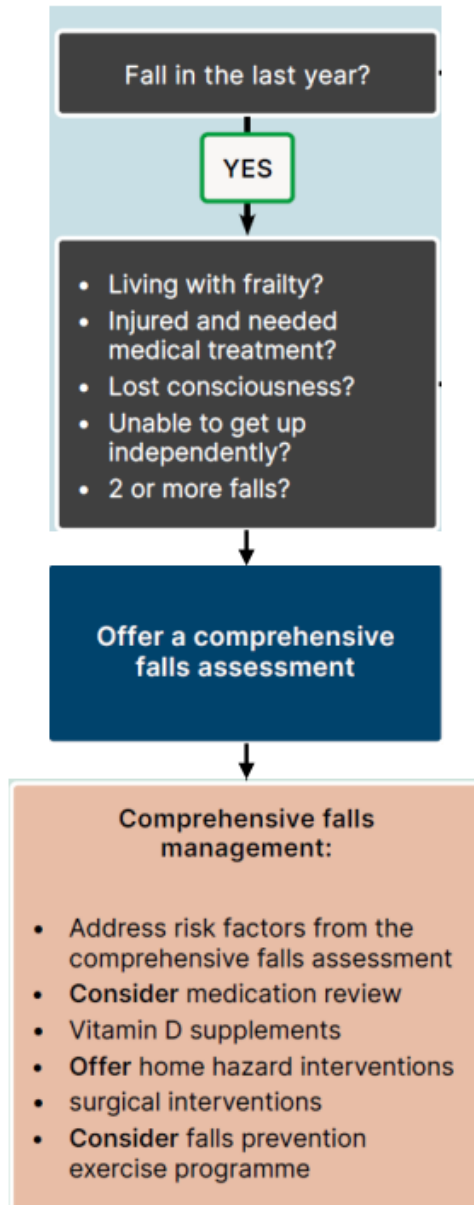 Fall in the last year?
YES
• Living with frailty?
• Injured and needed
medical treatment?
• Lost consciousness?
• Unable to get up
independently?
• 2 or more falls?
Offer a comprehensive
falls assessment
Comprehensive falls
management:
• Address risk factors from the
comprehensive falls assessment
• Consider medication review
• Vitamin D supplements
• Offer home hazard interventions
• surgical interventions
• Consider falls prevention
exercise programme